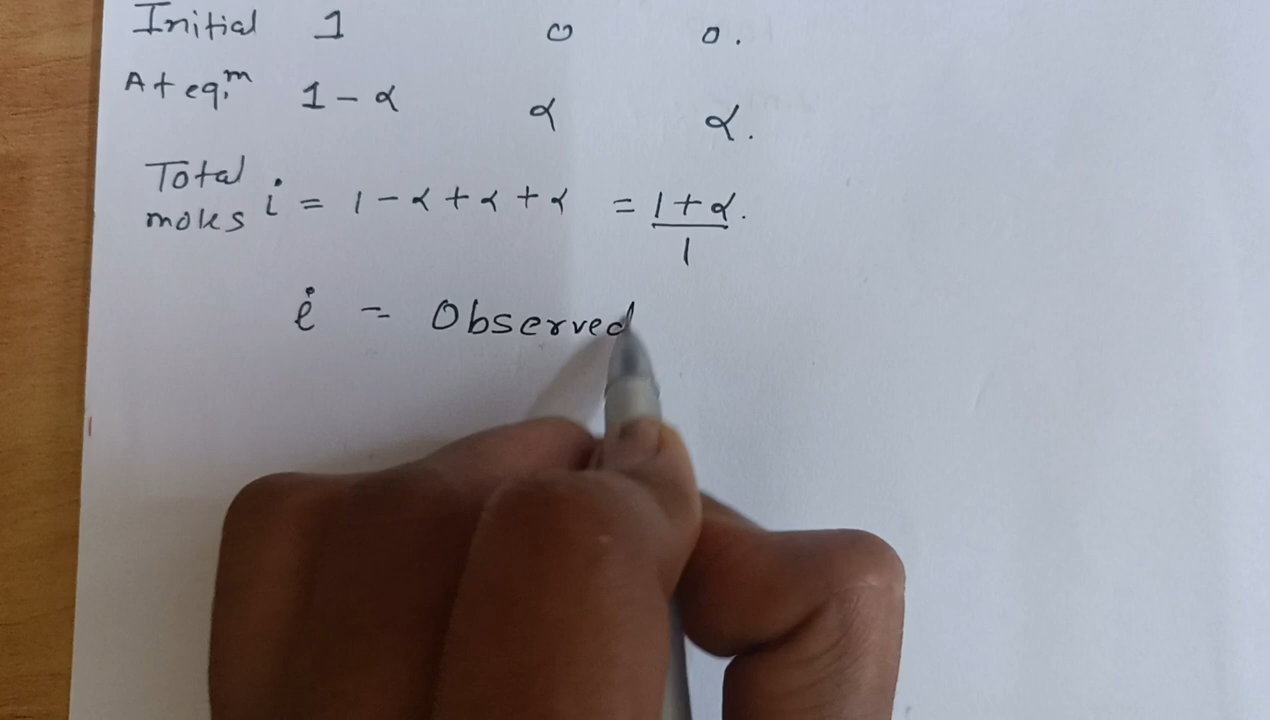 Initial 1 0 0.
At eq.m 1 - α α α.
Total
moles i = 1 - α + α + α = 1 + α.
1
i = Observed